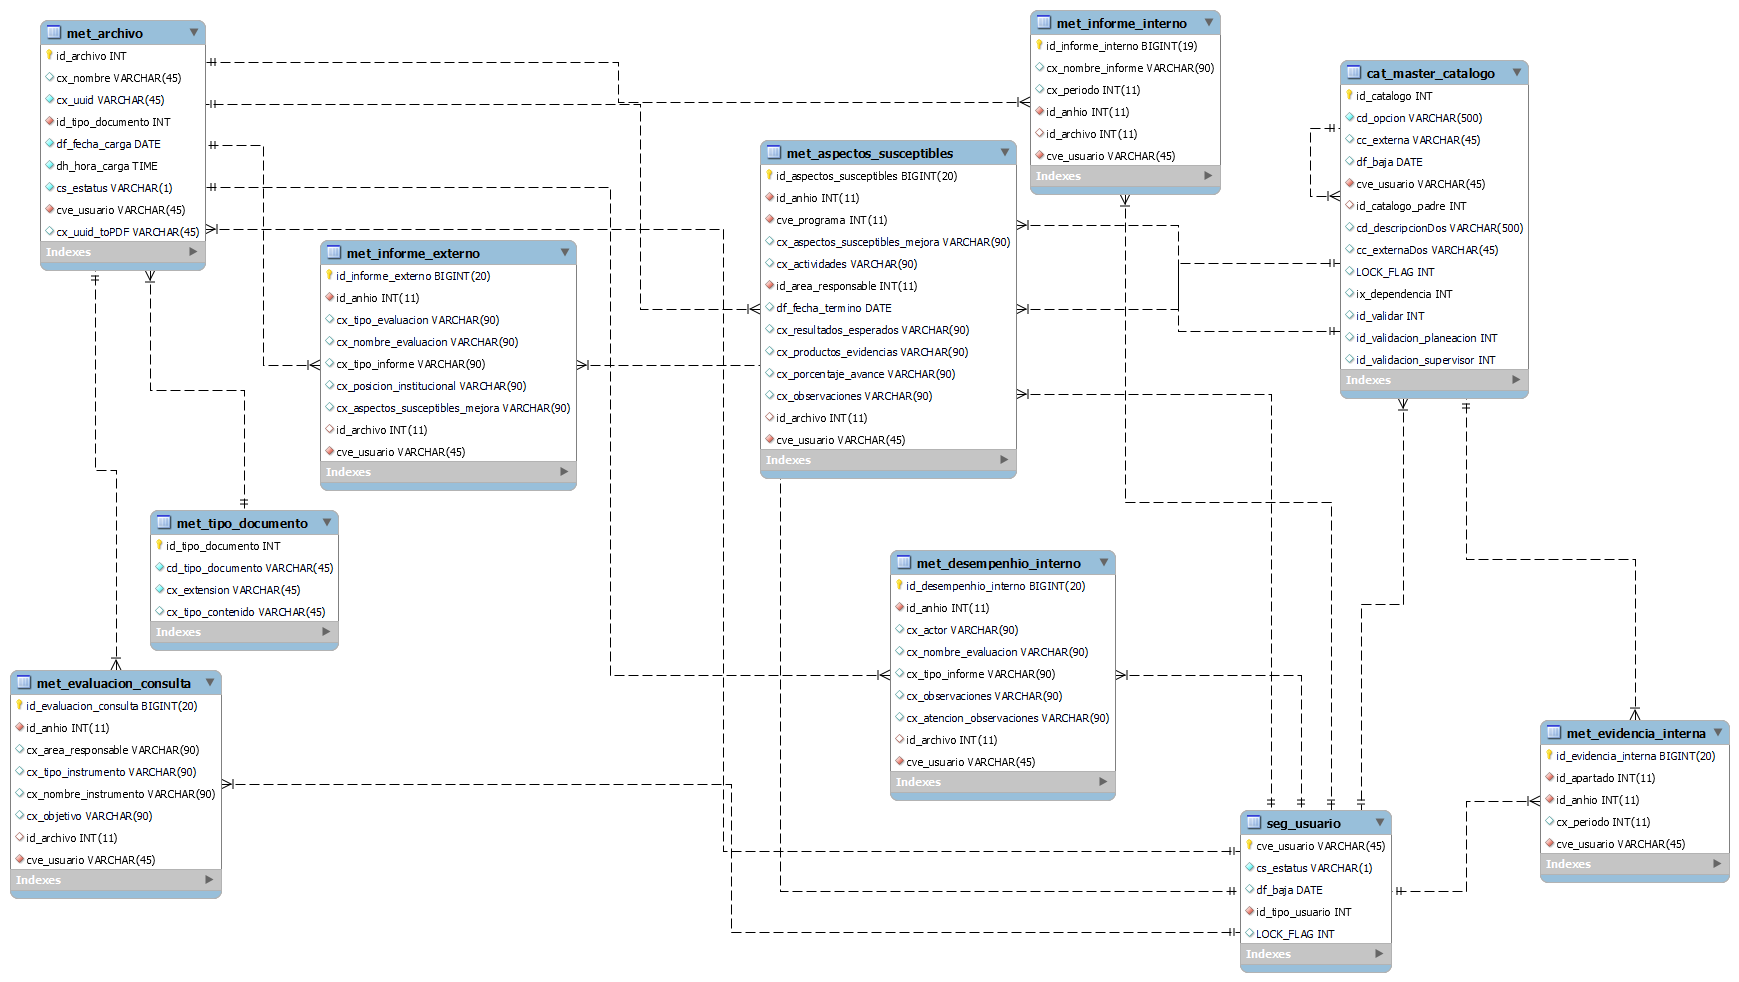 met_archivo
id_archivo INT
cx_nombre VARCHAR(45)
cx_uuid VARCHAR(45)
id_tipo_documento INT
df_fecha_carga DATE
dh_hora_carga TIME
cs_estatus VARCHAR(1)
cve_usuario VARCHAR(45)
cx_uuid_toPDF VARCHAR(45)
Indexes
met_informe_interno
id_informe_interno BIGINT(19)
cx_nombre_informe VARCHAR(90)
cx_periodo INT(11)
id_anhio INT(11)
id_archivo INT(11)
cve_usuario VARCHAR(45)
Indexes
cat_master_catalogo
id_catalogo INT
cd_opcion VARCHAR(500)
cc_externa VARCHAR(45)
df_baja DATE
cve_usuario VARCHAR(45)
id_catalogo_padre INT
cd_descripcionDos VARCHAR(500)
cc_externaDos VARCHAR(45)
LOCK_FLAG INT
ix_dependencia INT
id_validar INT
id_validacion_planeacion INT
id_validacion_supervisor INT
Indexes
met_aspectos_susceptibles
id_aspectos_susceptibles BIGINT(20)
id_anhio INT(11)
cve_programa INT(11)
cx_aspectos_susceptibles_mejora VARCHAR(90)
cx_actividades VARCHAR(90)
id_area_responsable INT(11)
df_fecha_termino DATE
cx_resultados_esperados VARCHAR(90)
cx_productos_evidencias VARCHAR(90)
cx_porcentaje_avance VARCHAR(90)
cx_observaciones VARCHAR(90)
id_archivo INT(11)
cve_usuario VARCHAR(45)
Indexes
met_informe_externo
id_informe_externo BIGINT(20)
id_anhio INT(11)
cx_tipo_evaluacion VARCHAR(90)
cx_nombre_evaluacion VARCHAR(90)
cx_tipo_informe VARCHAR(90)
cx_posicion_institucional VARCHAR(90)
cx_aspectos_susceptibles_mejora VARCHAR(90)
id_archivo INT(11)
cve_usuario VARCHAR(45)
Indexes
met_tipo_documento
id_tipo_documento INT
cd_tipo_documento VARCHAR(45)
cx_extension VARCHAR(45)
cx_tipo_contenido VARCHAR(45)
Indexes
met_desempenhio_interno
id_desempenhio_interno BIGINT(20)
id_anhio INT(11)
cx_actor VARCHAR(90)
cx_nombre_evaluacion VARCHAR(90)
cx_tipo_informe VARCHAR(90)
cx_observaciones VARCHAR(90)
cx_atencion_observaciones VARCHAR(90)
id_archivo INT(11)
cve_usuario VARCHAR(45)
Indexes
met_evaluacion_consulta
id_evaluacion_consulta BIGINT(20)
id_anhio INT(11)
cx_area_responsable VARCHAR(90)
cx_tipo_instrumento VARCHAR(90)
cx_nombre_instrumento VARCHAR(90)
cx_objetivo VARCHAR(90)
id_archivo INT(11)
cve_usuario VARCHAR(45)
Indexes
met_evidencia_interna
id_evidencia_interna BIGINT(20)
id_apartado INT(11)
id_anhio INT(11)
cx_periodo INT(11)
cve_usuario VARCHAR(45)
Indexes
seg_usuario
cve_usuario VARCHAR(45)
cs_estatus VARCHAR(1)
df_baja DATE
id_tipo_usuario INT
LOCK_FLAG INT
Indexes